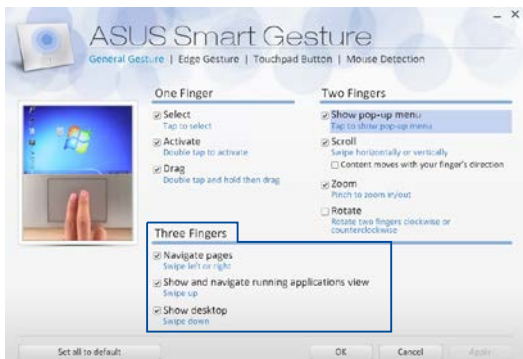 ASUS Smart Gesture
General Gesture | Edge Gesture | Touchpad Button | Mouse Detection
One Finger
Select
Tap to select
Activate
Double tap to activate
Drag
Double tap and hold then drag
Two Fingers
Show pop-up menu
Tap to show pop-up menu
Scroll
Swipe horizontally or vertically
Content moves with your finger's direction
Zoom
Pinch to zoom in/out
Rotate
Rotate two fingers clockwise or
counterclockwise
Three Fingers
Navigate pages
Swipe left or right
Show and navigate running applications view
Swipe up
Show desktop
Swipe down
Set all to default
OK
Cancel
Apply